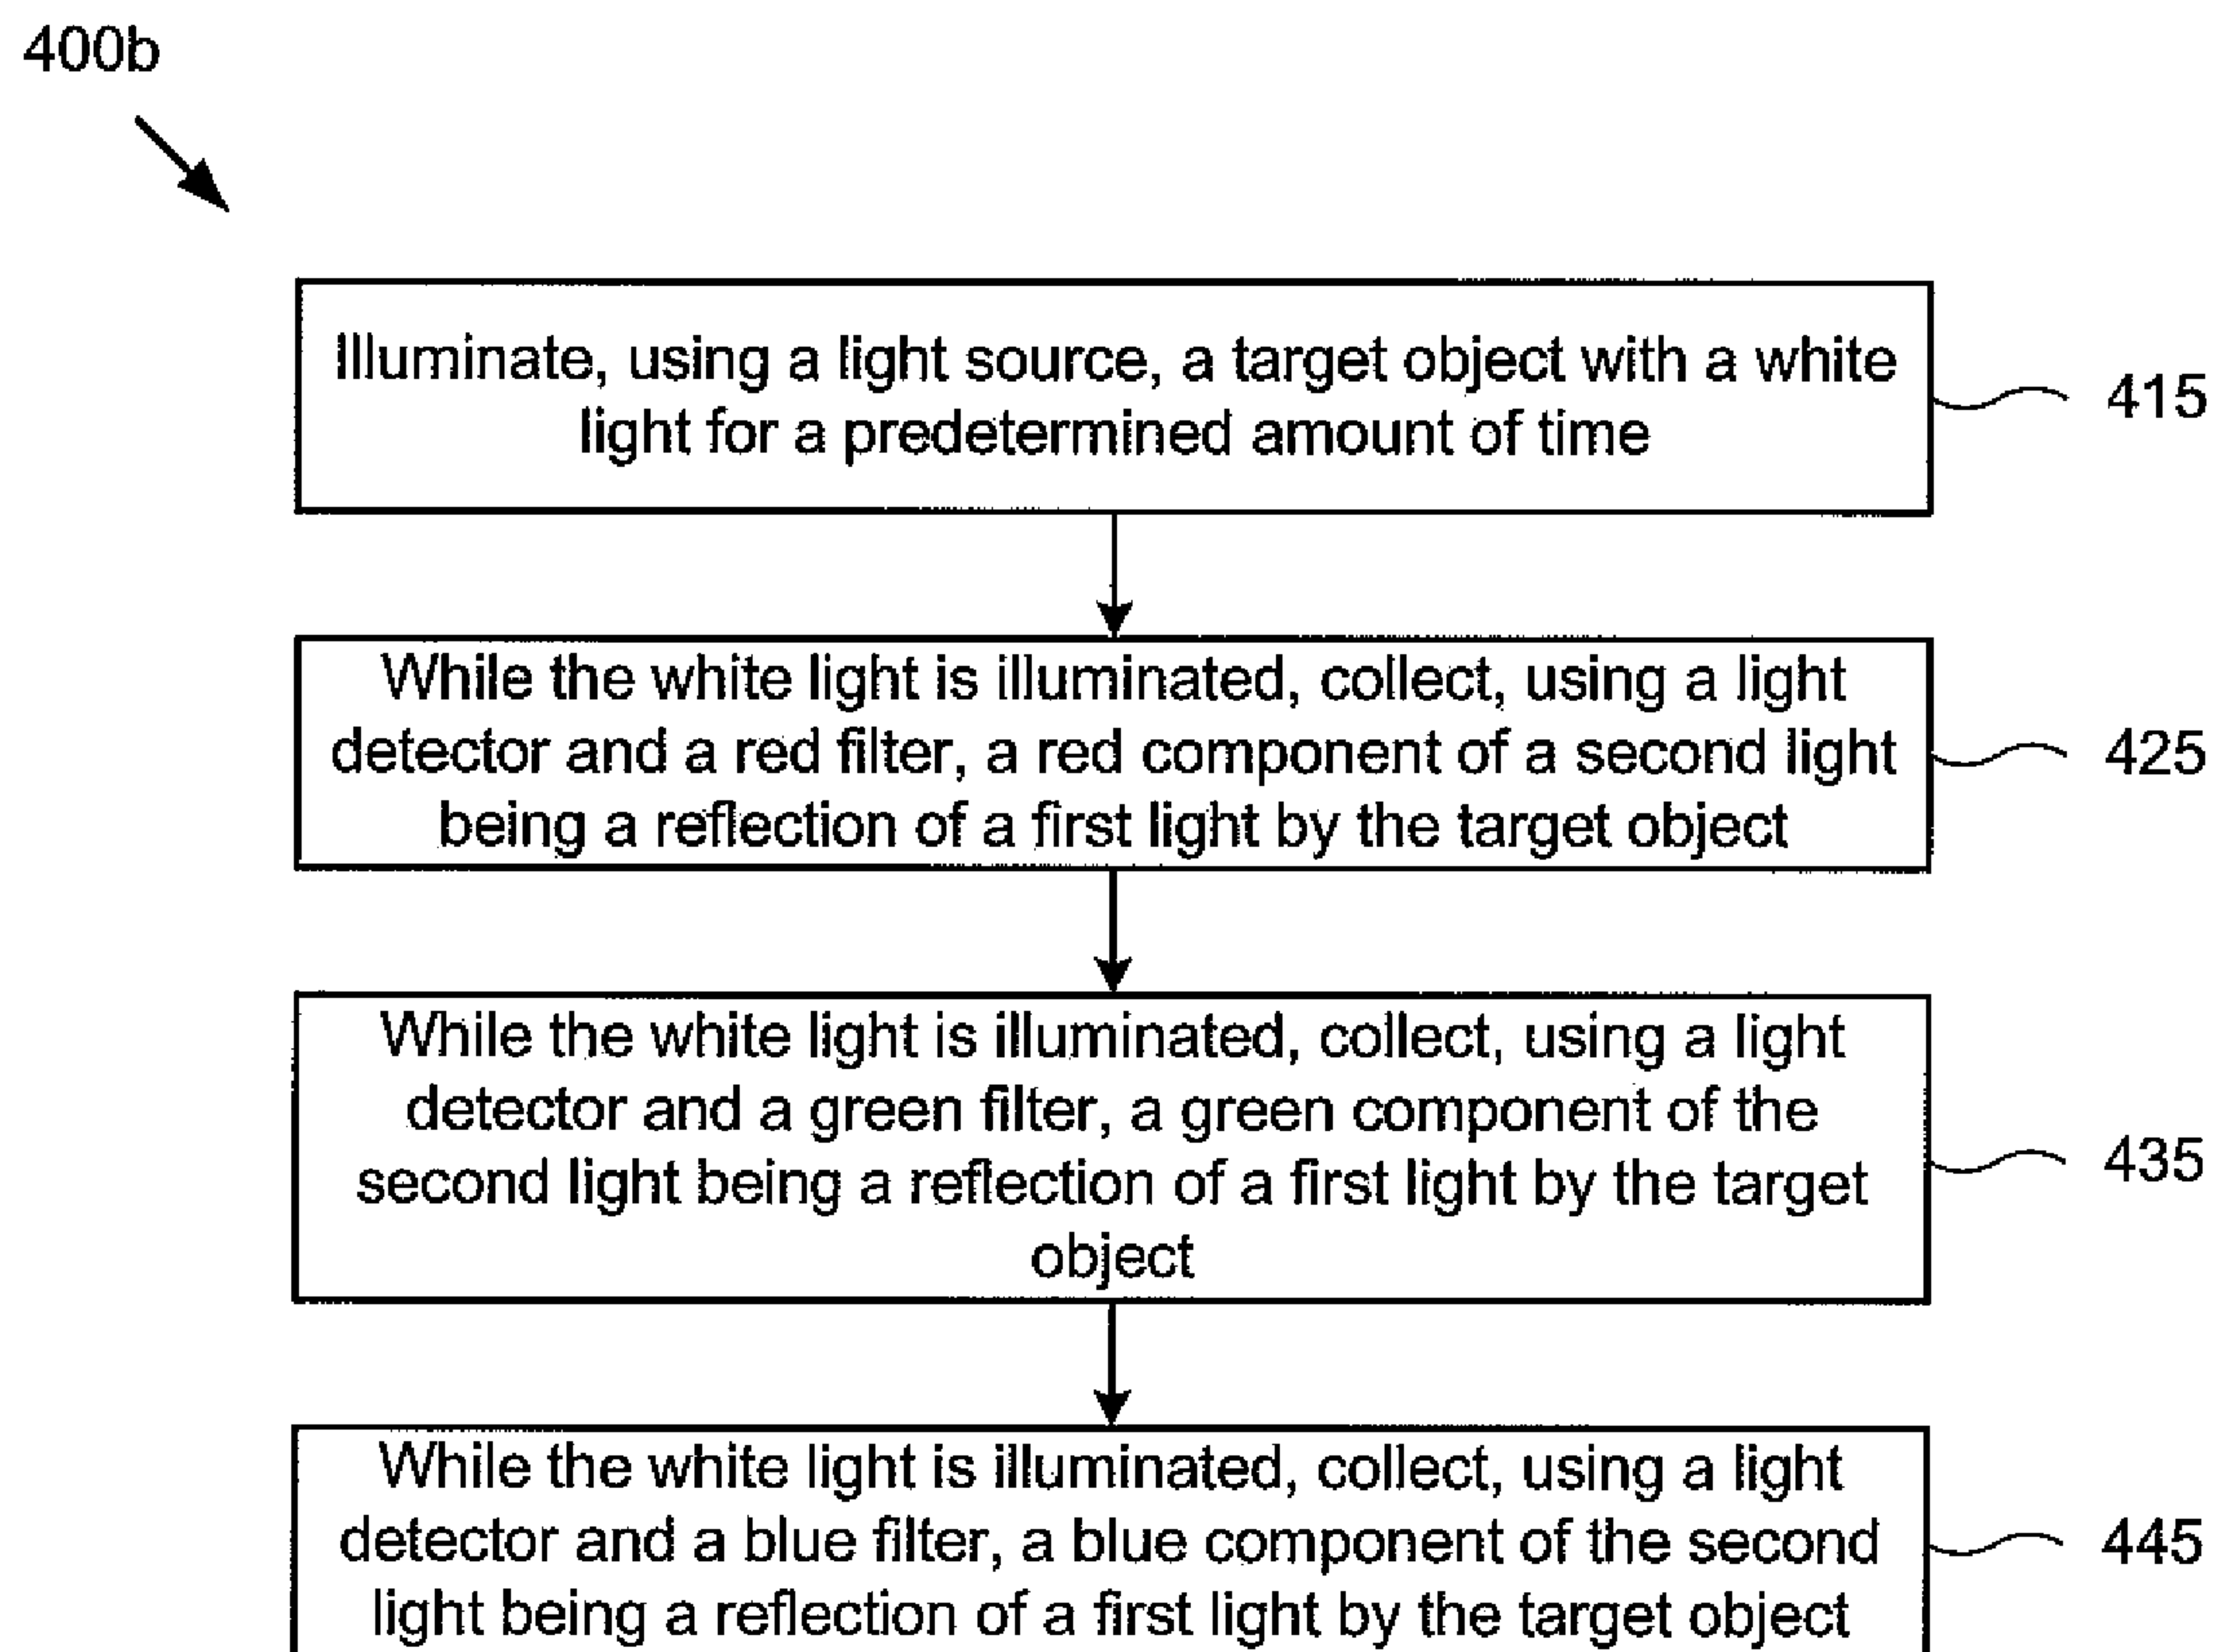 400b
Illuminate, using a light source, a target object with a white
light for a predetermined amount of time
415
While the white light is illuminated, collect, using a light
detector and a red filter, a red component of a second light
being a reflection of a first light by the target object
425
While the white light is illuminated, collect, using a light
detector and a green filter, a green component of the
second light being a reflection of a first light by the target
object
435
While the white light is illuminated, collect, using a light
detector and a blue filter, a blue component of the second
light being a reflection of a first light by the target object
445